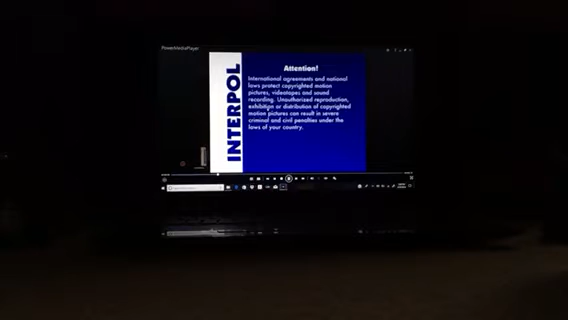 PowerMediaPlayer
INTERPOL
Attention!
International agreements and national
laws protect copyrighted motion
pictures, videotapes and sound
recording. Unauthorized reproduction,
exhibition or distribution of copyrighted
motion pictures can result in severe
criminal and civil penalties under the
laws of your country.